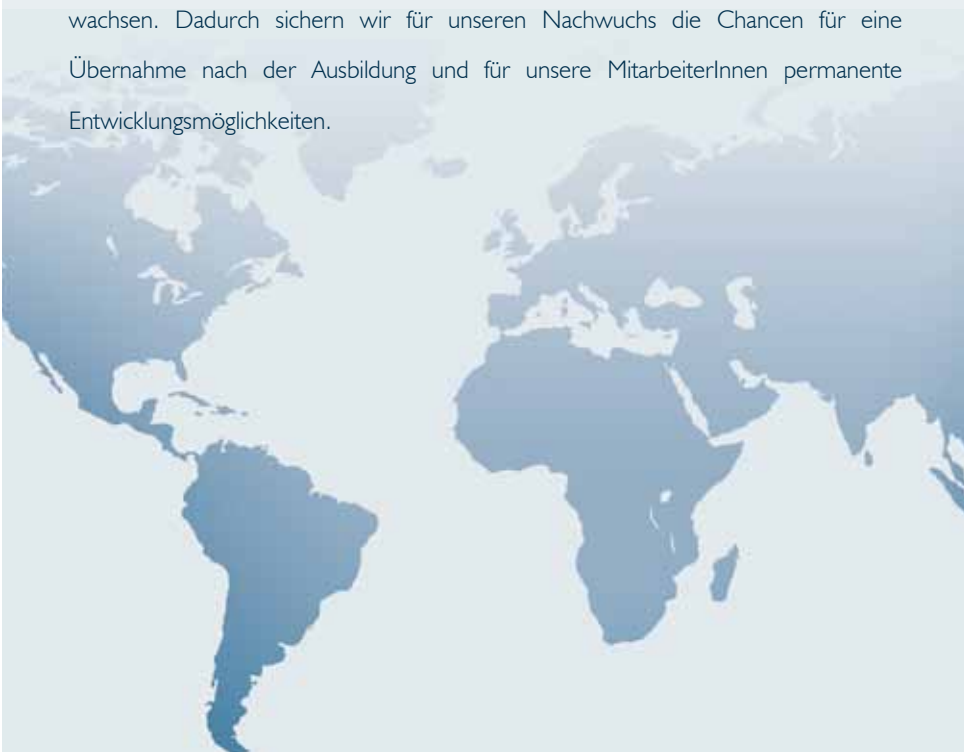 wachsen. Dadurch sichern wir für unseren Nachwuchs die Chancen für eine
Übernahme nach der Ausbildung und für unsere MitarbeiterInnen permanente
Entwicklungsmöglichkeiten.